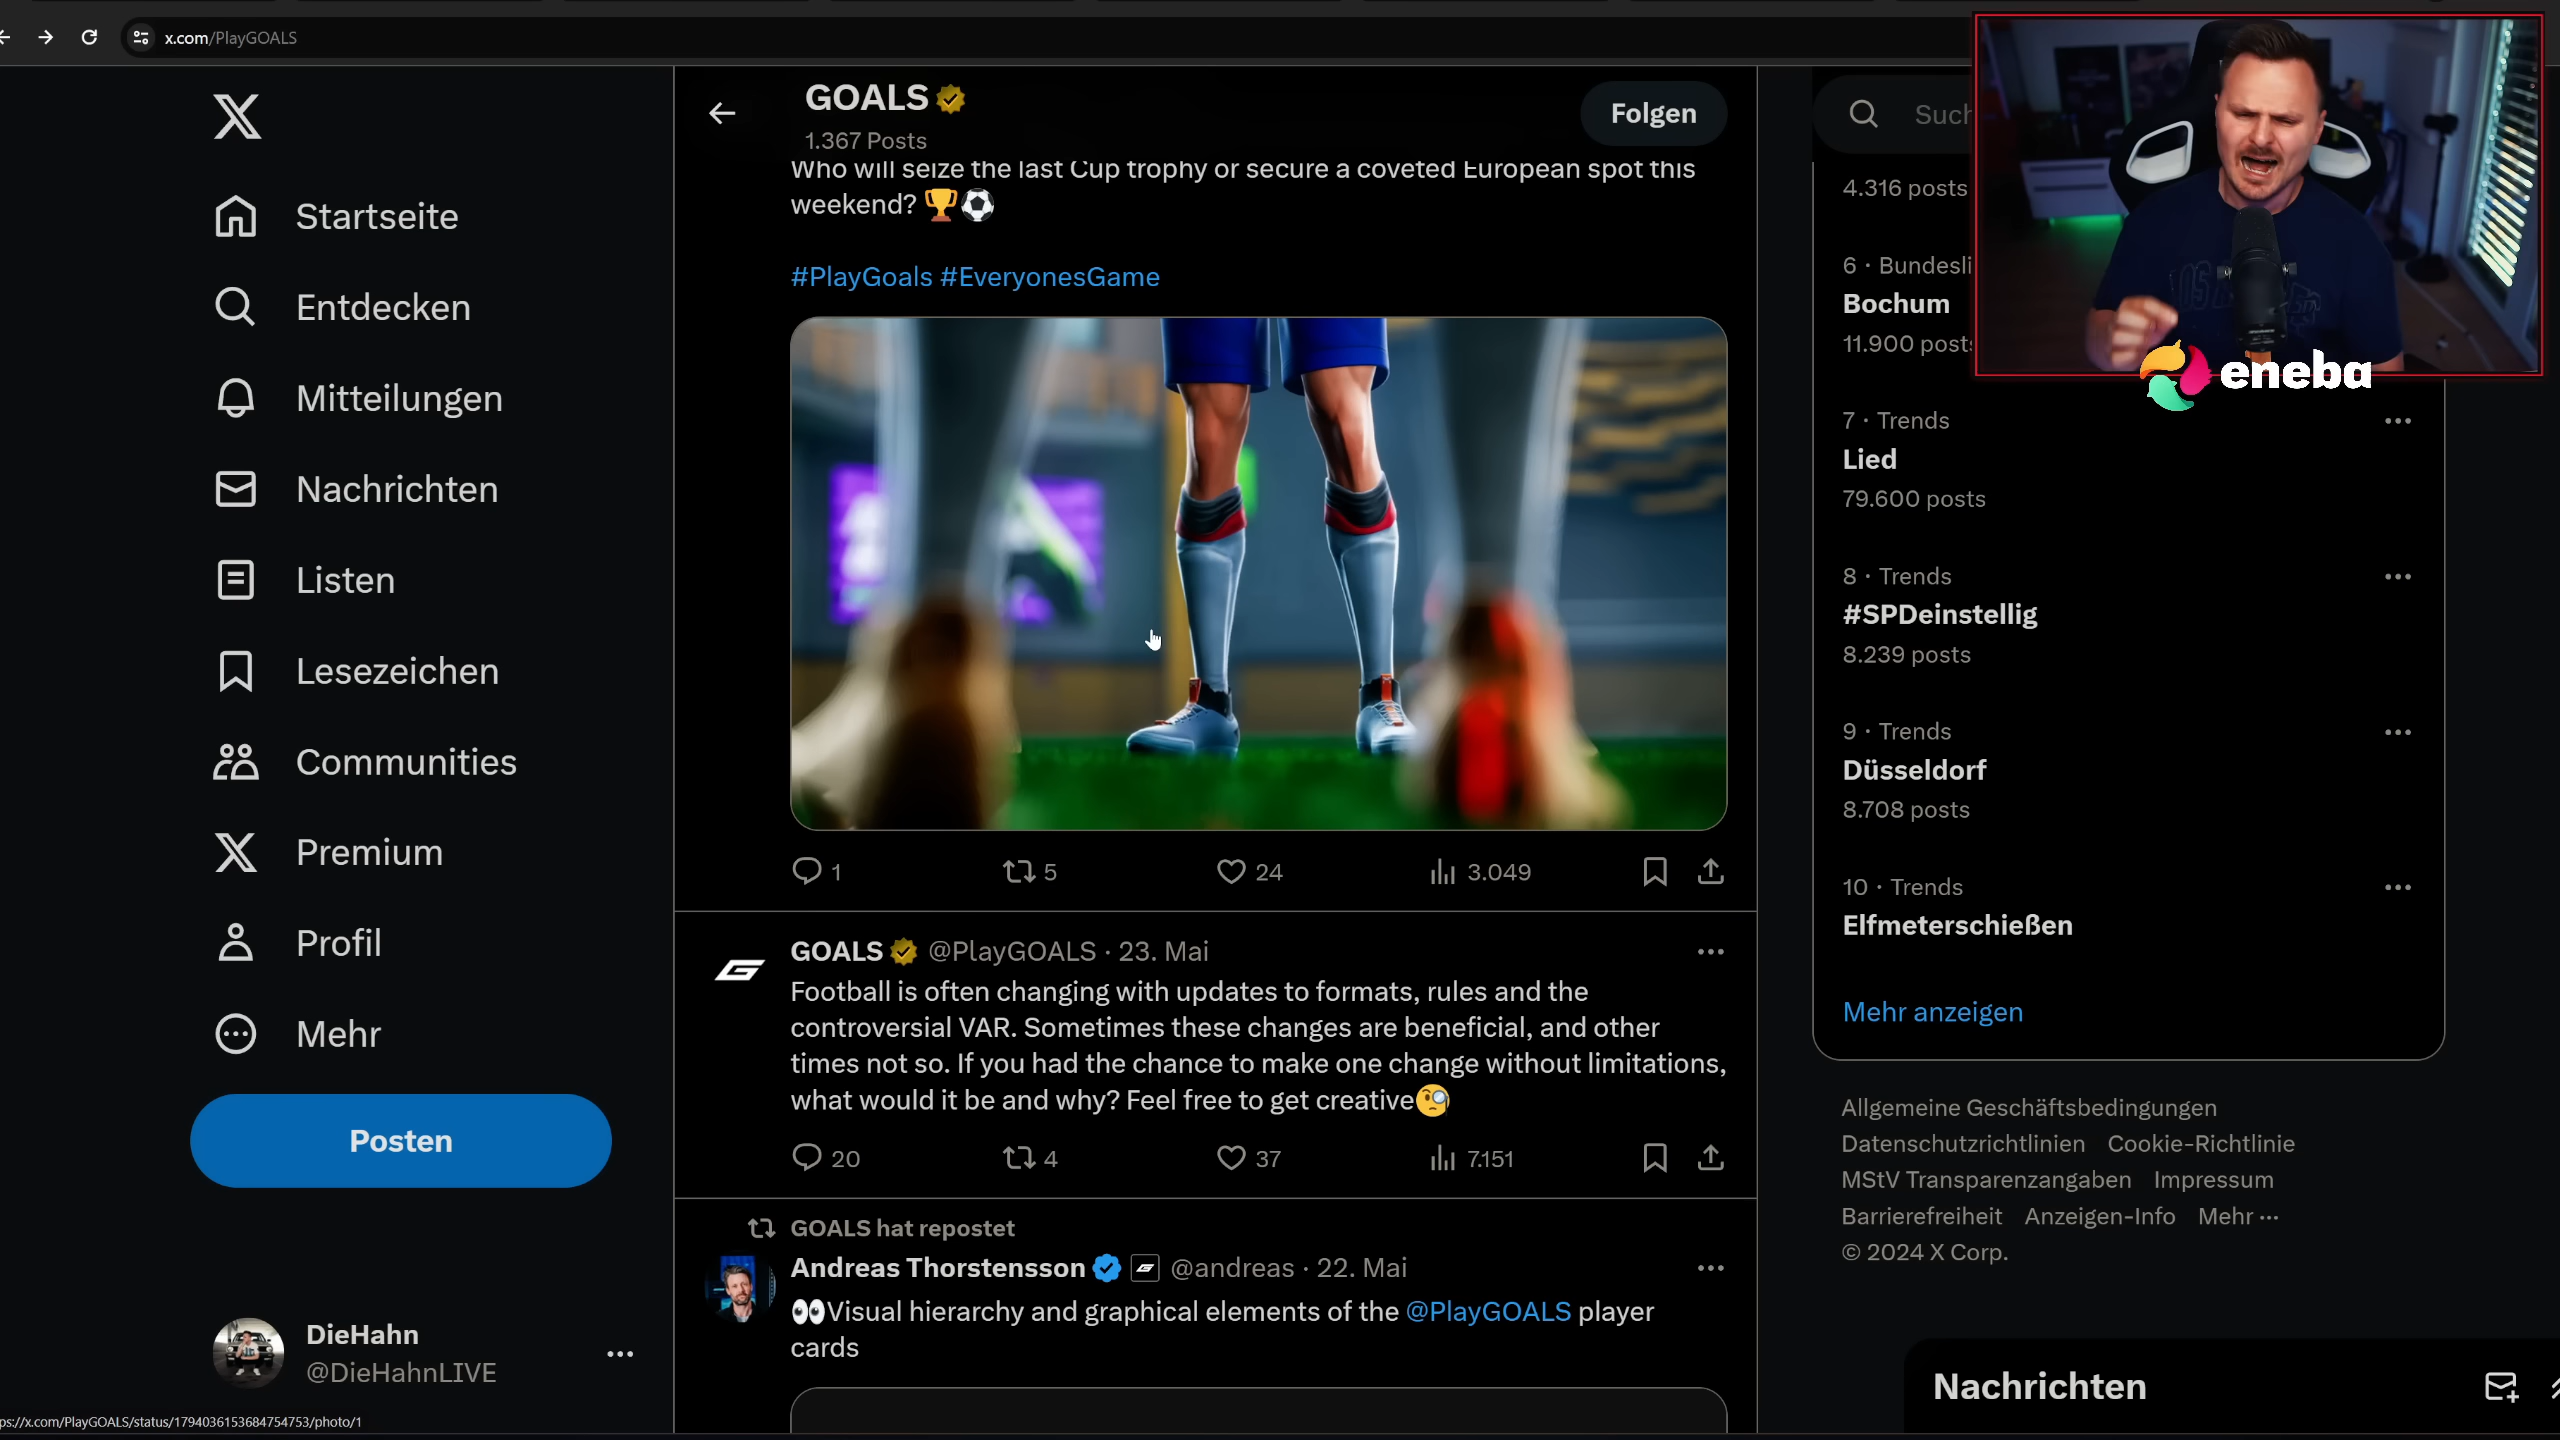 x.com/PlayGOALS
GOALS
1.367 Posts
Folgen
Startseite
Entdecken
Mitteilungen
Nachrichten
Listen
Lesezeichen
Communities
Premium
Profil
Mehr
Posten
DieHahn
@DieHahnLIVE
Who will seize the last Cup trophy or secure a coveted European spot this
weekend? 🏆⚽
#PlayGoals #EveryonesGame
1 5 24 3.049
GOALS @PlayGOALS · 23. Mai
Football is often changing with updates to formats, rules and the
controversial VAR. Sometimes these changes are beneficial, and other
times not so. If you had the chance to make one change without limitations,
what would it be and why? Feel free to get creative🧐
20 4 37 7.151
GOALS hat repostet
Andreas Thorstensson @andreas · 22. Mai
👀Visual hierarchy and graphical elements of the @PlayGOALS player
cards
4.316 posts
6 ·
Bochum
11.900
7 · Trends
Lied
79.600 posts
8 · Trends
#SPDeinstellig
8.239 posts
9 · Trends
Düsseldorf
8.708 posts
10 · Trends
Elfmeterschießen
Mehr anzeigen
Allgemeine Geschäftsbedingungen
Datenschutzrichtlinien Cookie-Richtlinie
MStV Transparenzangaben Impressum
Barrierefreiheit Anzeigen-Info Mehr ···
© 2024 X Corp.
Nachrichten
eneba
ps://x.com/PlayGOALS/status/1794036153684754753/photo/1